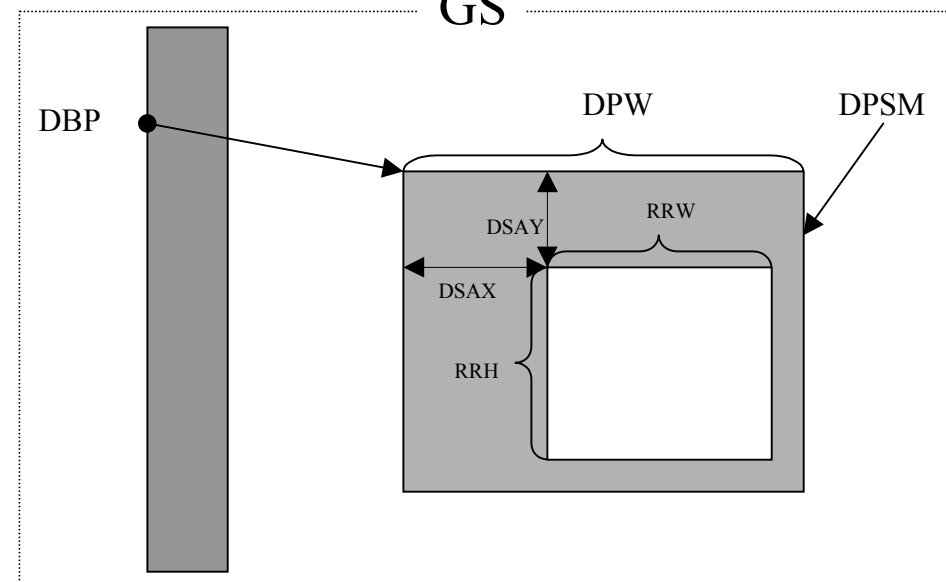 GS
DBP
DPW
DPSM
DSAY
RRW
DSAX
RRH